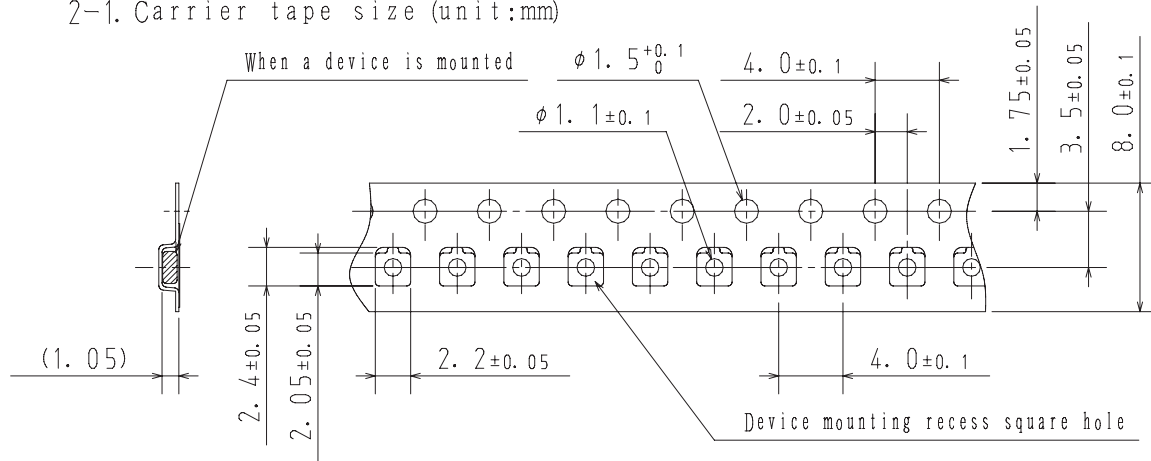 2-1. Carrier tape size (unit:mm)
When a device is mounted
φ1.5+0.1 0
4.0±0.1
φ1.1±0.1
2.0±0.05
1.75±0.05
3.5±0.05
8.0±0.1
(1.05)
2.4±0.05
2.05±0.05
2.2±0.05
4.0±0.1
Device mounting recess square hole